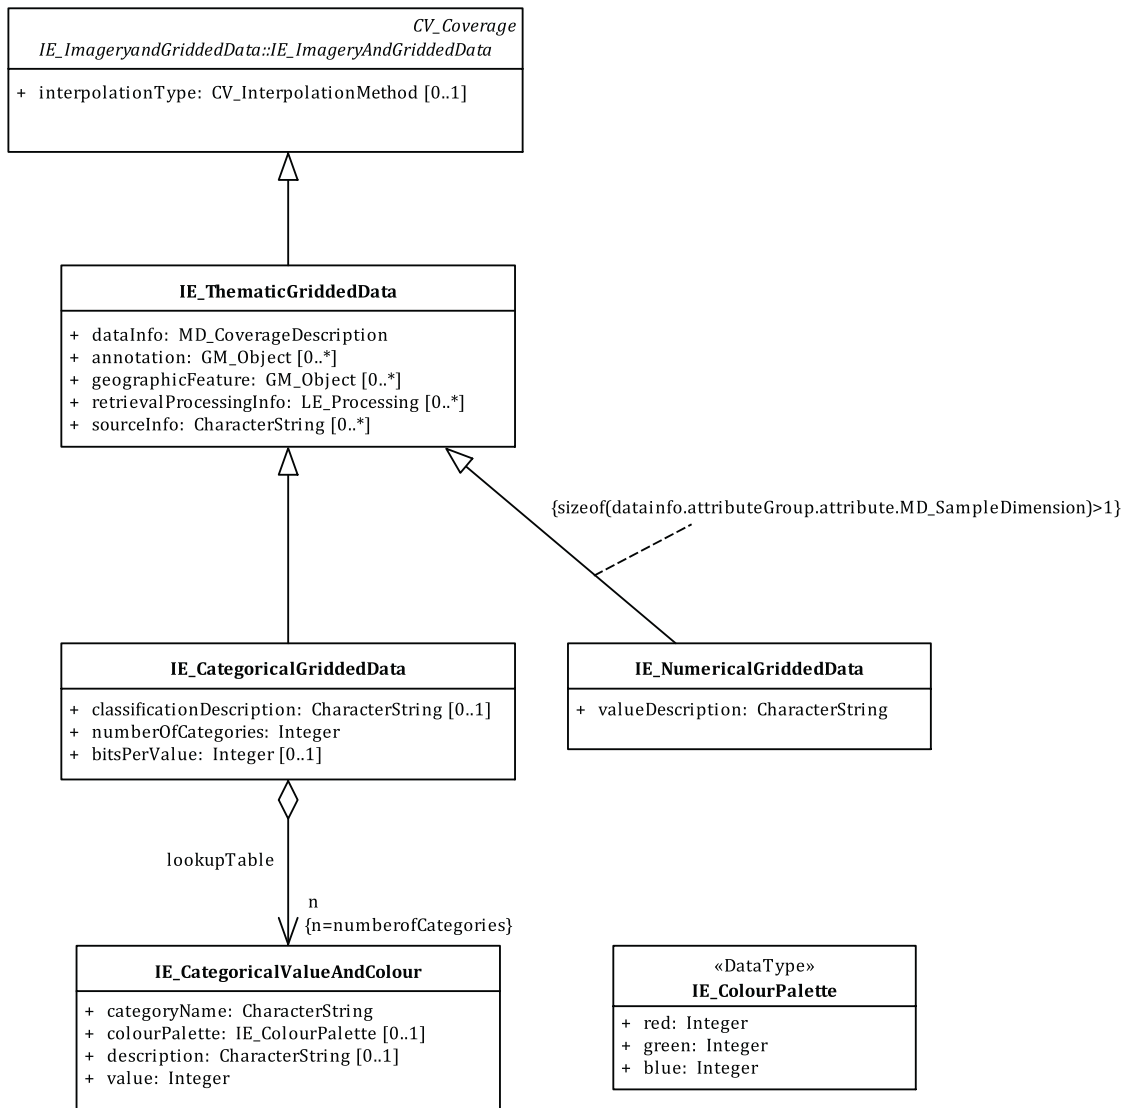 CV_Coverage
IE_ImageryandGriddedData::IE_ImageryAndGriddedData
+ interpolationType: CV_InterpolationMethod [0..1]
IE_ThematicGriddedData
+ dataInfo: MD_CoverageDescription
+ annotation: GM_Object [0..*]
+ geographicFeature: GM_Object [0..*]
+ retrievalProcessingInfo: LE_Processing [0..*]
+ sourceInfo: CharacterString [0..*]
{sizeof(datainfo.attributeGroup.attribute.MD_SampleDimension)>1}
IE_CategoricalGriddedData
+ classificationDescription: CharacterString [0..1]
+ numberOfCategories: Integer
+ bitsPerValue: Integer [0..1]
IE_NumericalGriddedData
+ valueDescription: CharacterString
lookupTable
n
{n=numberofCategories}
IE_CategoricalValueAndColour
+ categoryName: CharacterString
+ colourPalette: IE_ColourPalette [0..1]
+ description: CharacterString [0..1]
+ value: Integer
«DataType»
IE_ColourPalette
+ red: Integer
+ green: Integer
+ blue: Integer